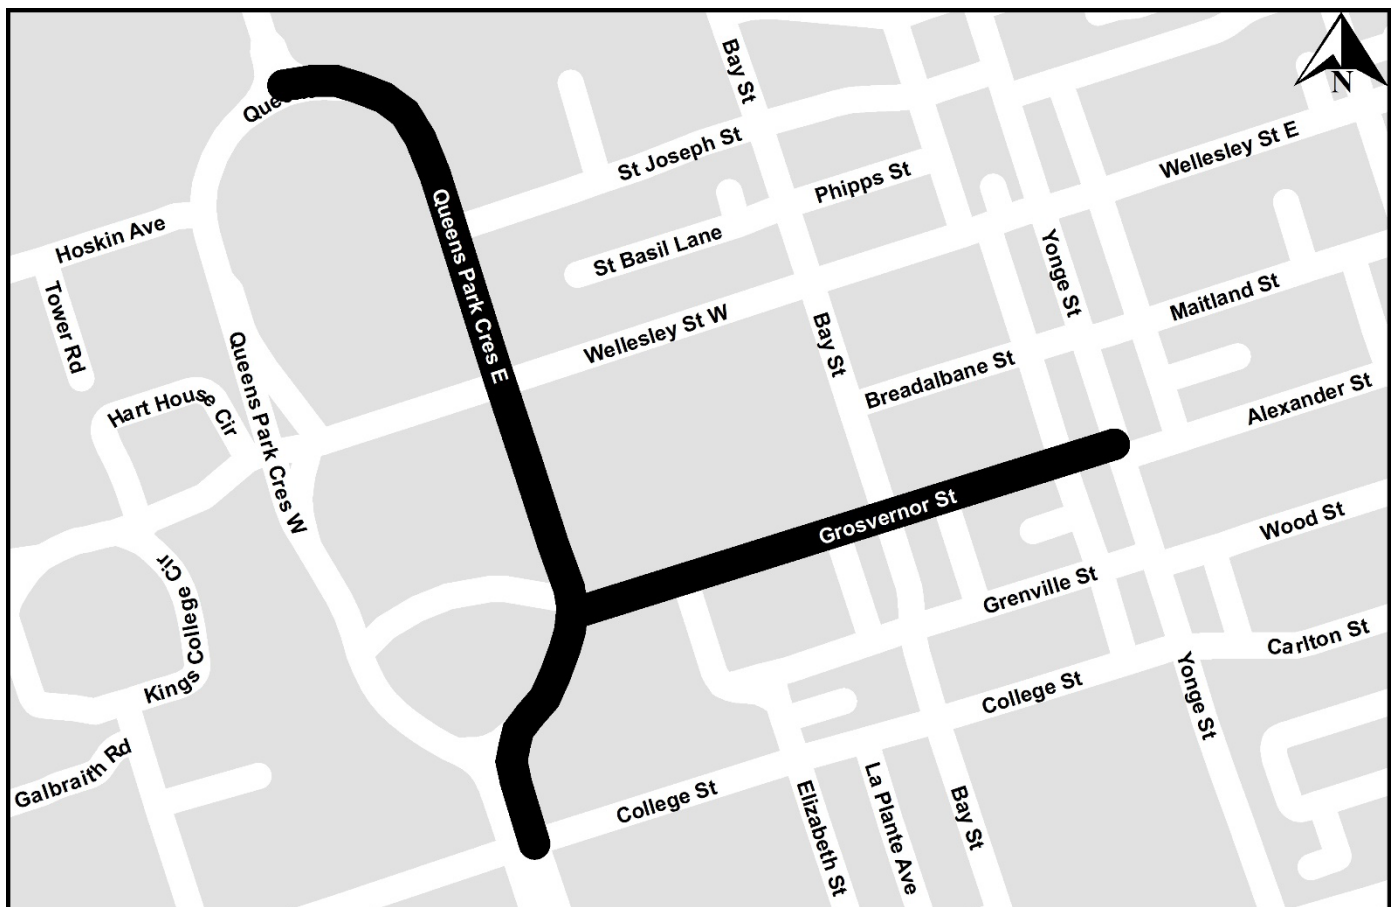 Bay St
N
Quee
St Joseph St
Wellesley St E
Phipps St
Queens Park Cres E
Hoskin Ave
St Basil Lane
Yonge St
Tower Rd
Maitland St
Wellesley St W
Bay St
Queens Park Cres W
Breadalbane St
Hart House Cir
Alexander St
Grosvernor St
Wood St
Kings College Cir
Grenville St
Carlton St
College St
Yonge St
Galbraith Rd
College St
Elizabeth St
La Plante Ave
Bay St